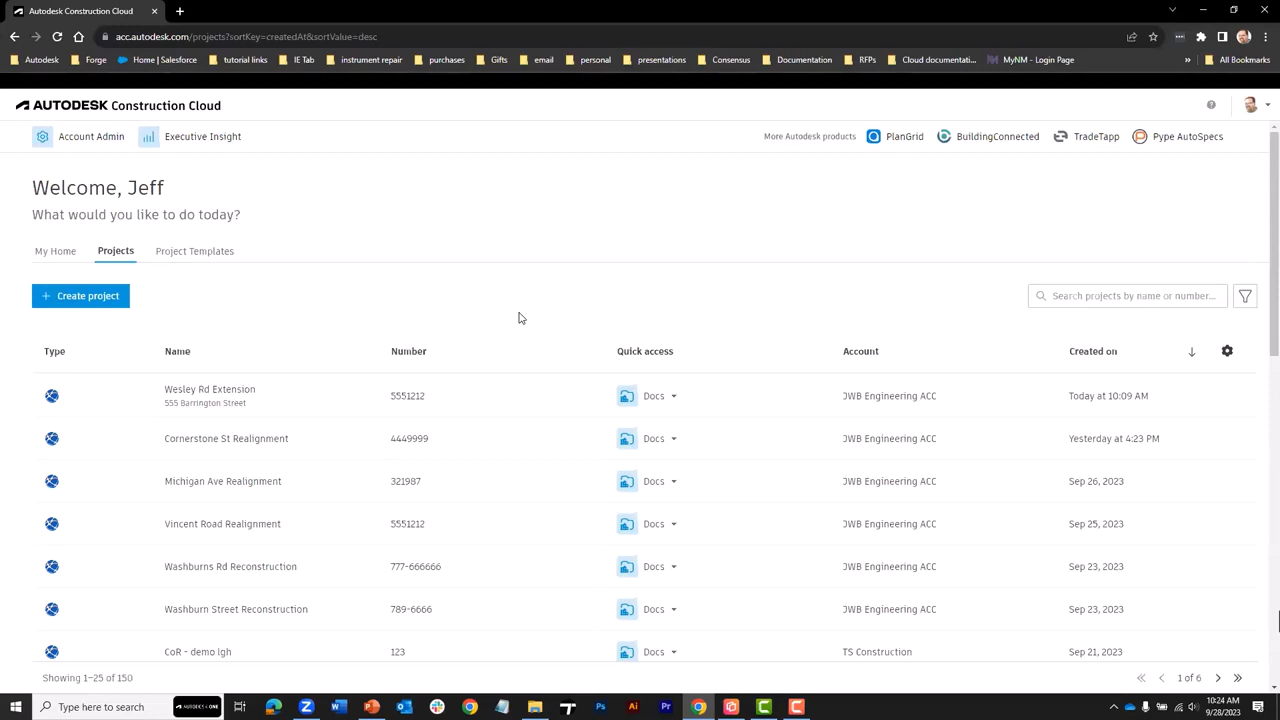 Autodesk Construction Cloud
acc.autodesk.com/projects?sortKey=createdAt&sortValue=desc
Autodesk Forge Home | Salesforce tutorial links IE Tab instrument repair purchases Gifts email personal presentations Consensus Documentation RFPs Cloud documentati... MyNM - Login Page » All Bookmarks
AUTODESK Construction Cloud
Account Admin Executive Insight More Autodesk products PlanGrid BuildingConnected TradeTapp Pype AutoSpecs
Welcome, Jeff
What would you like to do today?
My Home Projects Project Templates
+ Create project Search projects by name or number...
Type Name Number Quick access Account Created on
Wesley Rd Extension 5551212 Docs JWB Engineering ACC Today at 10:09 AM
555 Barrington Street
Cornerstone St Realignment 4449999 Docs JWB Engineering ACC Yesterday at 4:23 PM
Michigan Ave Realignment 321987 Docs JWB Engineering ACC Sep 26, 2023
Vincent Road Realignment 5551212 Docs JWB Engineering ACC Sep 25, 2023
Washburns Rd Reconstruction 777-666666 Docs JWB Engineering ACC Sep 23, 2023
Washburn Street Reconstruction 789-6666 Docs JWB Engineering ACC Sep 23, 2023
CoR - demo lgh 123 Docs TS Construction Sep 21, 2023
Showing 1-25 of 150 1 of 6
Type here to search AUTODESK ONE 10:24 AM
9/28/2023